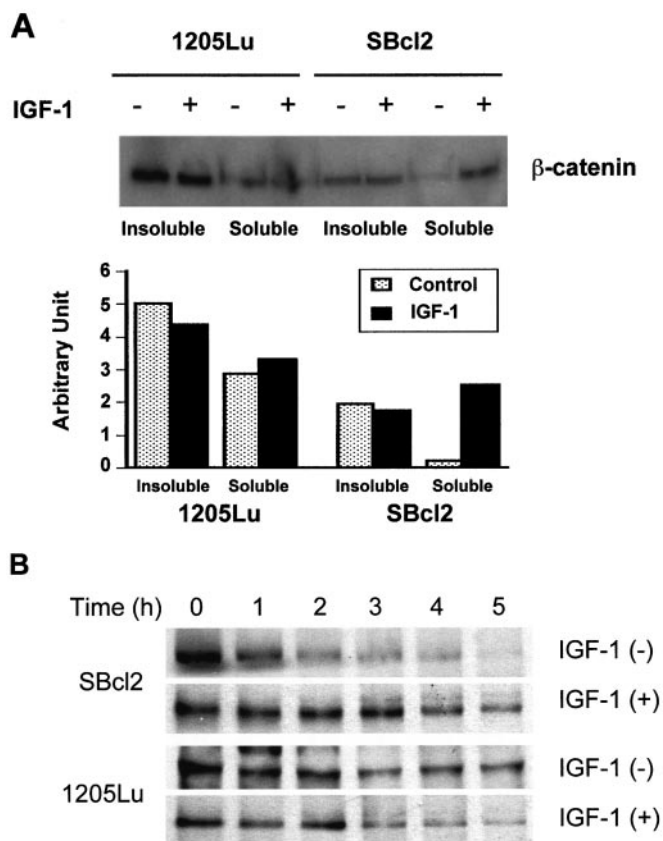 A
1205Lu SBcl2
IGF-1 - + - + - + - +
β-catenin
Insoluble Soluble Insoluble Soluble
6
5
4
3
2
1
0
Arbitrary Unit
Control
IGF-1
Insoluble Soluble Insoluble Soluble
1205Lu SBcl2
B
Time (h) 0 1 2 3 4 5
SBcl2
IGF-1 (-)
IGF-1 (+)
1205Lu
IGF-1 (-)
IGF-1 (+)